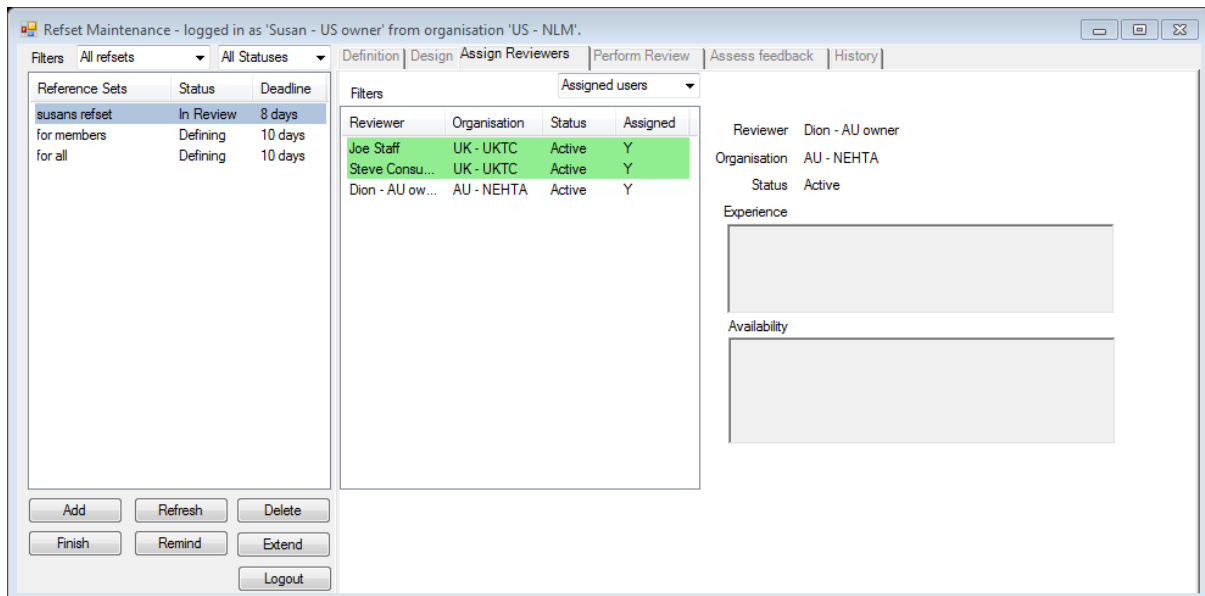 Refset Maintenance - logged in as 'Susan - US owner' from organisation 'US - NLM'.
Filters All refsets All Statuses
Reference Sets Status Deadline
susans refset In Review 8 days
for members Defining 10 days
for all Defining 10 days
Add Refresh Delete
Finish Remind Extend
Logout
Definition Design Assign Reviewers Perform Review Assess feedback History
Filters Assigned users
Reviewer Organisation Status Assigned
Joe Staff UK - UKTC Active Y
Steve Consu... UK - UKTC Active Y
Dion - AU ow... AU - NEHTA Active Y
Reviewer Dion - AU owner
Organisation AU - NEHTA
Status Active
Experience
Availability